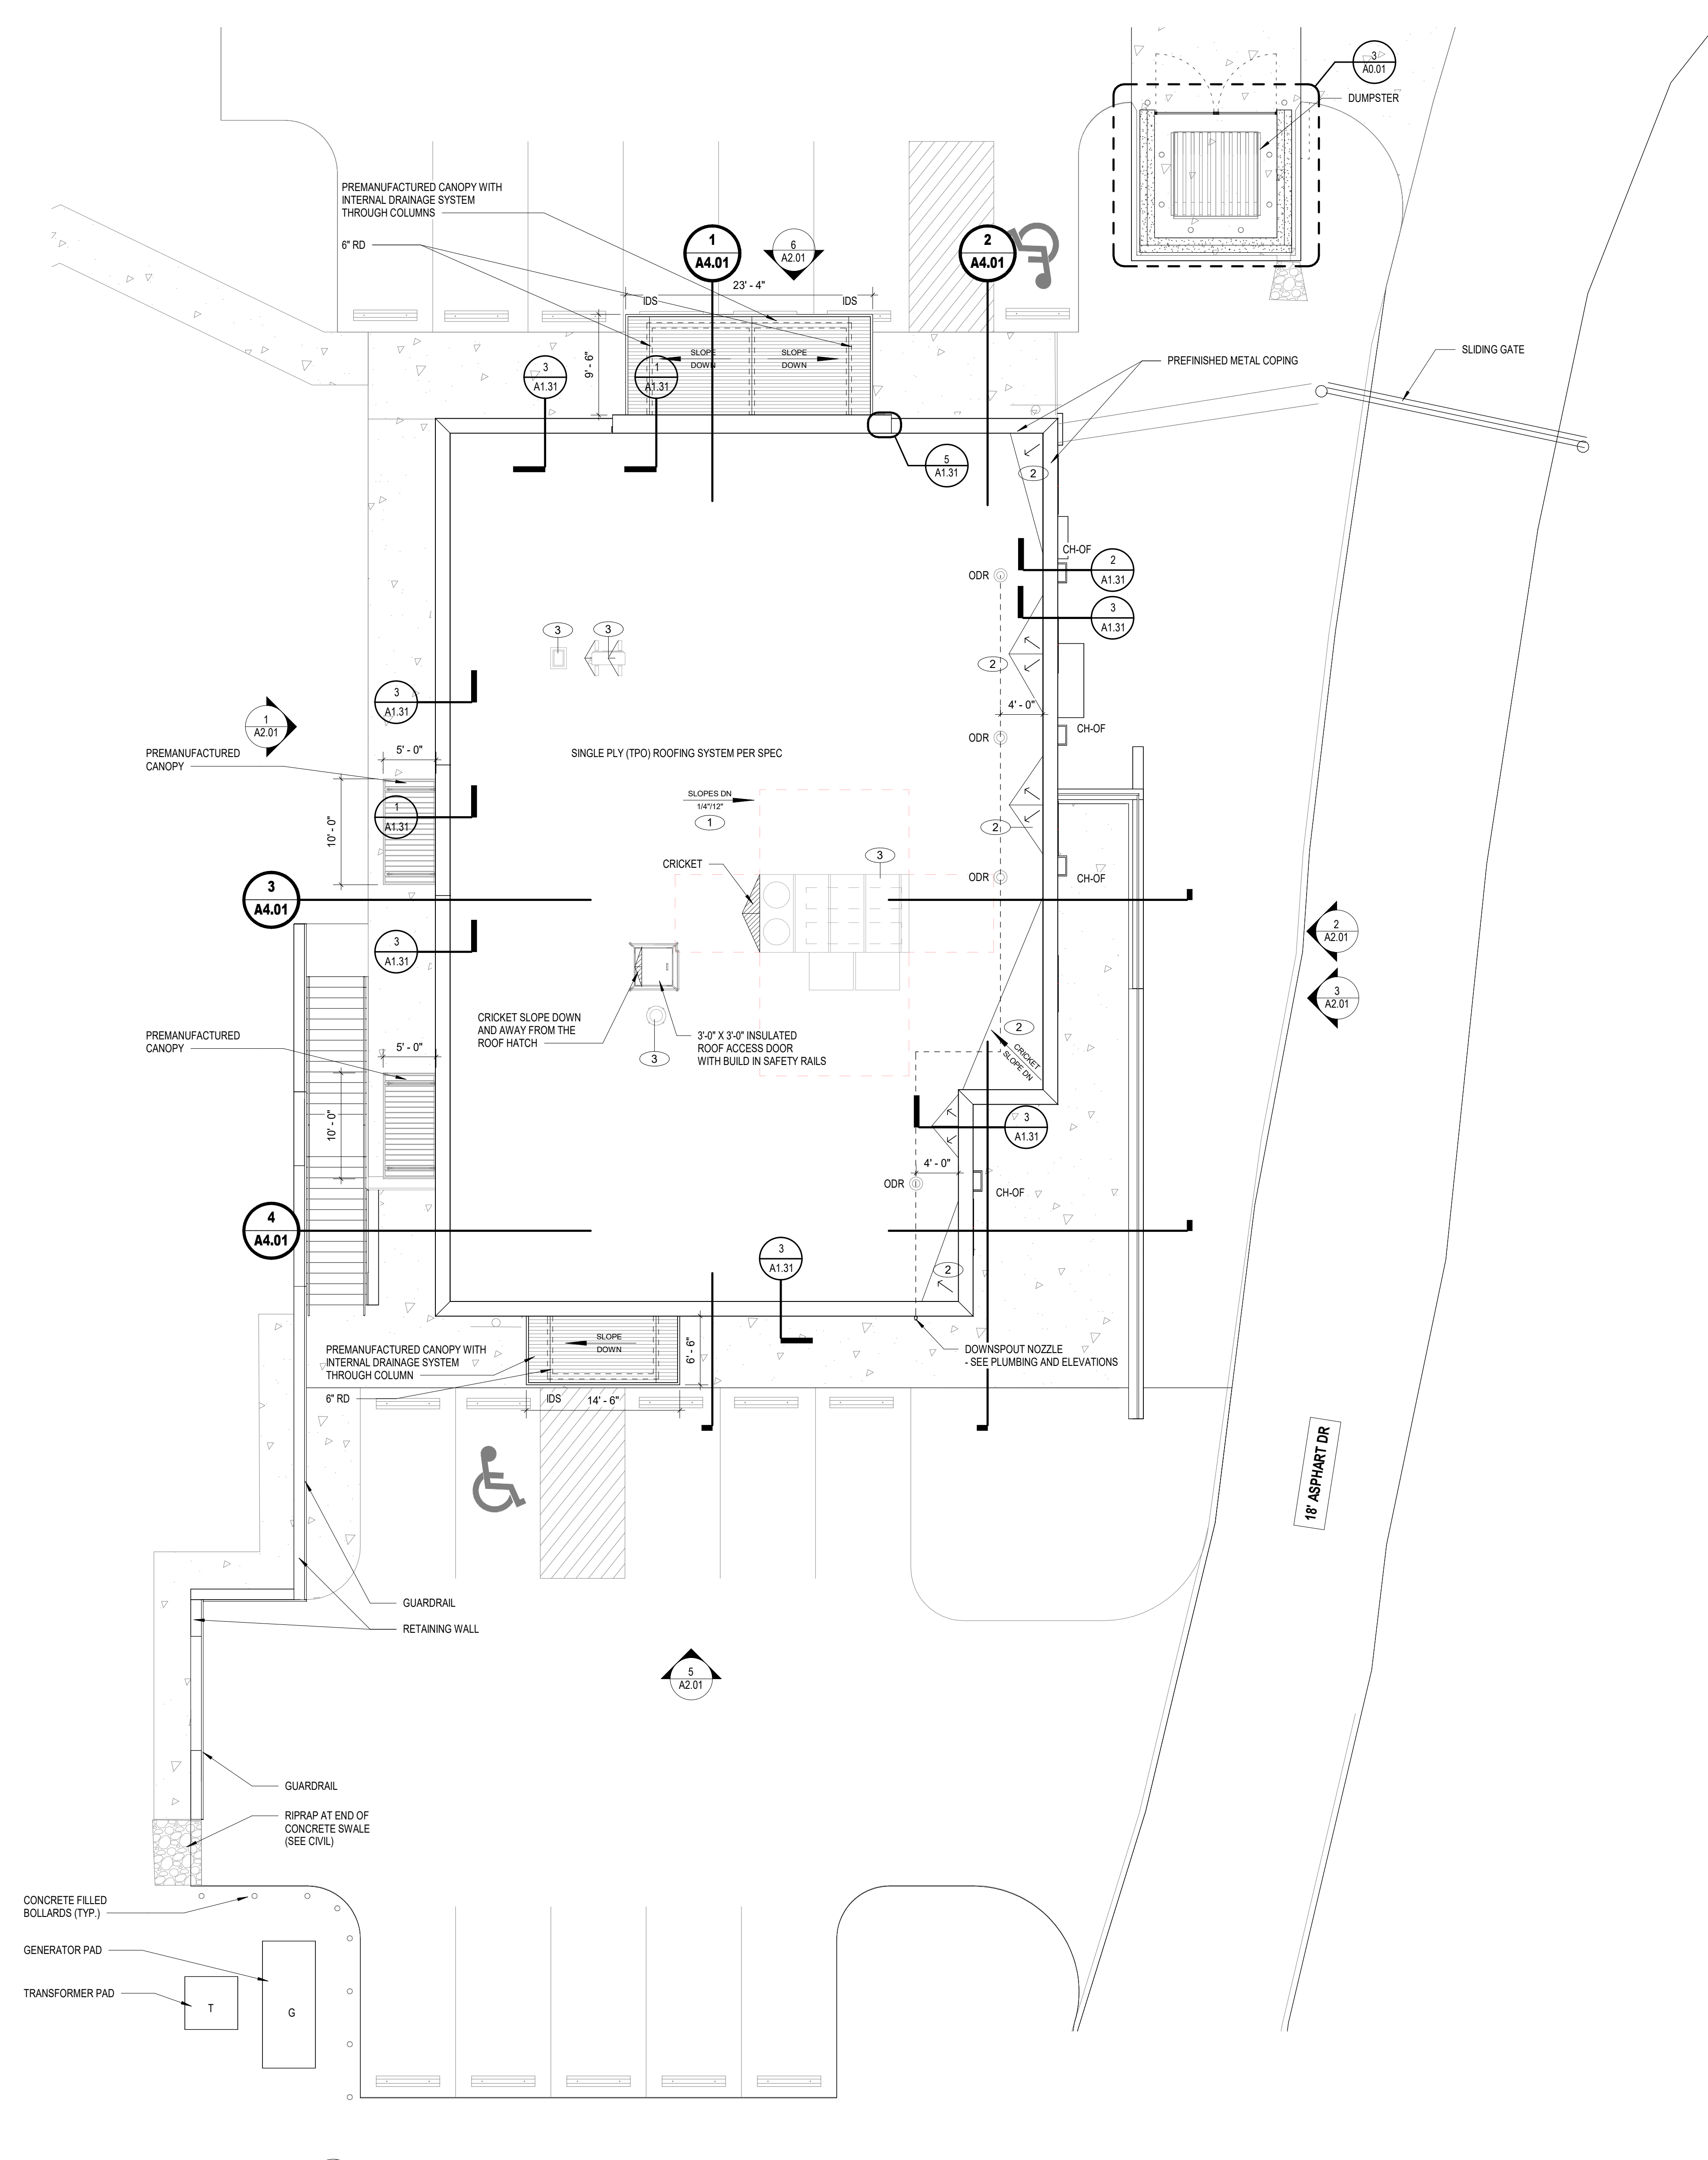 3
A0.01
DUMPSTER
PREMANUFACTURED CANOPY WITH
INTERNAL DRAINAGE SYSTEM
THROUGH COLUMNS
6" RD
1
A4.01
6
A2.01
2
A4.01
23' - 4"
IDS
IDS
9' - 6"
SLOPE
DOWN
SLOPE
DOWN
3
A1.31
1
A1.31
PREFINISHED METAL COPING
SLIDING GATE
5
A1.31
2
CH-OF
2
A1.31
ODR
3
A1.31
3
3
2
3
A1.31
4' - 0"
1
A2.01
CH-OF
ODR
PREMANUFACTURED
CANOPY
5' - 0"
SINGLE PLY (TPO) ROOFING SYSTEM PER SPEC
SLOPES DN
1/4"/12"
1
1
A1.31
10' - 0"
2
3
CRICKET
ODR
CH-OF
3
A4.01
2
A2.01
3
A1.31
3
A2.01
CRICKET SLOPE DOWN
AND AWAY FROM THE
ROOF HATCH
3'-0" X 3'-0" INSULATED
ROOF ACCESS DOOR
WITH BUILD IN SAFETY RAILS
3
2
CRICKET
SLOPE DN
PREMANUFACTURED
CANOPY
5' - 0"
10' - 0"
3
A1.31
4' - 0"
ODR
CH-OF
4
A4.01
3
A1.31
2
SLOPE
DOWN
6' - 6"
PREMANUFACTURED CANOPY WITH
INTERNAL DRAINAGE SYSTEM
THROUGH COLUMN
6" RD
IDS
14' - 6"
DOWNSPOUT NOZZLE
- SEE PLUMBING AND ELEVATIONS
18' ASPHART DR
GUARDRAIL
RETAINING WALL
5
A2.01
GUARDRAIL
RIPRAP AT END OF
CONCRETE SWALE
(SEE CIVIL)
CONCRETE FILLED
BOLLARDS (TYP.)
GENERATOR PAD
TRANSFORMER PAD
T
G